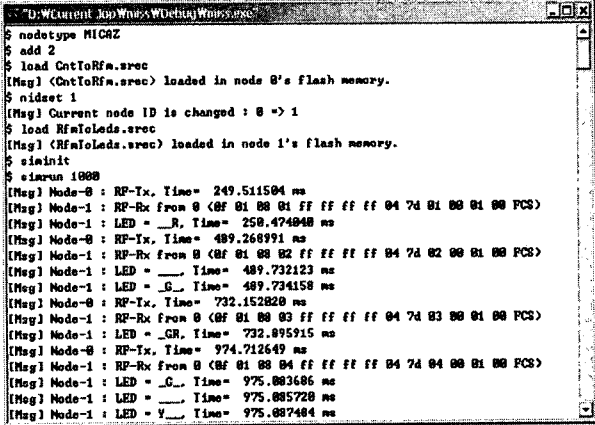 "D:\Current Jop\Wniss\Debug\Wniss.exe"
$ nodetype MICAZ
$ add 2
$ load CntToRfm.srec
[Msg] <CntToRfm.srec> loaded in node 0's flash memory.
$ nidset 1
[Msg] Current node ID is changed : 0 => 1
$ load RfmToLeds.srec
[Msg] <RfmToLeds.srec> loaded in node 1's flash memory.
$ siminit
$ simrun 1000
[Msg] Node-0 : RF-Tx, Time= 249.511504 ms
[Msg] Node-1 : RF-Rx from 0 (0f 01 08 01 ff ff ff ff 04 7d 01 00 01 00 FCS)
[Msg] Node-1 : LED = __R, Time= 250.474040 ms
[Msg] Node-0 : RF-Tx, Time= 489.268991 ms
[Msg] Node-1 : RF-Rx from 0 (0f 01 08 02 ff ff ff ff 04 7d 02 00 01 00 FCS)
[Msg] Node-1 : LED = ___, Time= 489.732123 ms
[Msg] Node-1 : LED = _G_, Time= 489.734158 ms
[Msg] Node-0 : RF-Tx, Time= 732.152020 ms
[Msg] Node-1 : RF-Rx from 0 (0f 01 08 03 ff ff ff ff 04 7d 03 00 01 00 FCS)
[Msg] Node-1 : LED = _GR, Time= 732.895915 ms
[Msg] Node-0 : RF-Tx, Time= 974.712649 ms
[Msg] Node-1 : RF-Rx from 0 (0f 01 08 04 ff ff ff ff 04 7d 04 00 01 00 FCS)
[Msg] Node-1 : LED = _G_, Time= 975.083686 ms
[Msg] Node-1 : LED = ___, Time= 975.085720 ms
[Msg] Node-1 : LED = Y__, Time= 975.087484 ms